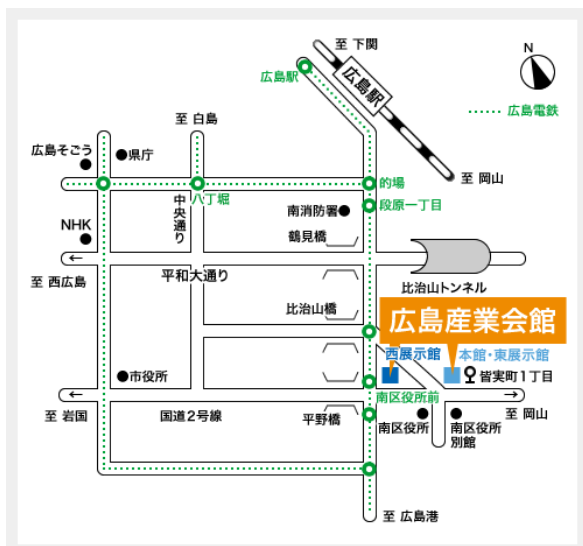 至 下関
N
広島駅
広島駅
広島電鉄
至 白島
広島そごう
県庁
至 岡山
的場
八丁堀
段原一丁目
中央通り
南消防署
NHK
鶴見橋
平和大通り
至 西広島
比治山トンネル
比治山橋
広島産業会館
西展示館
本館・東展示館
市役所
皆実町1丁目
南区役所前
至 岩国
国道2号線
平野橋
至 岡山
南区役所
南区役所
別館
至 広島港